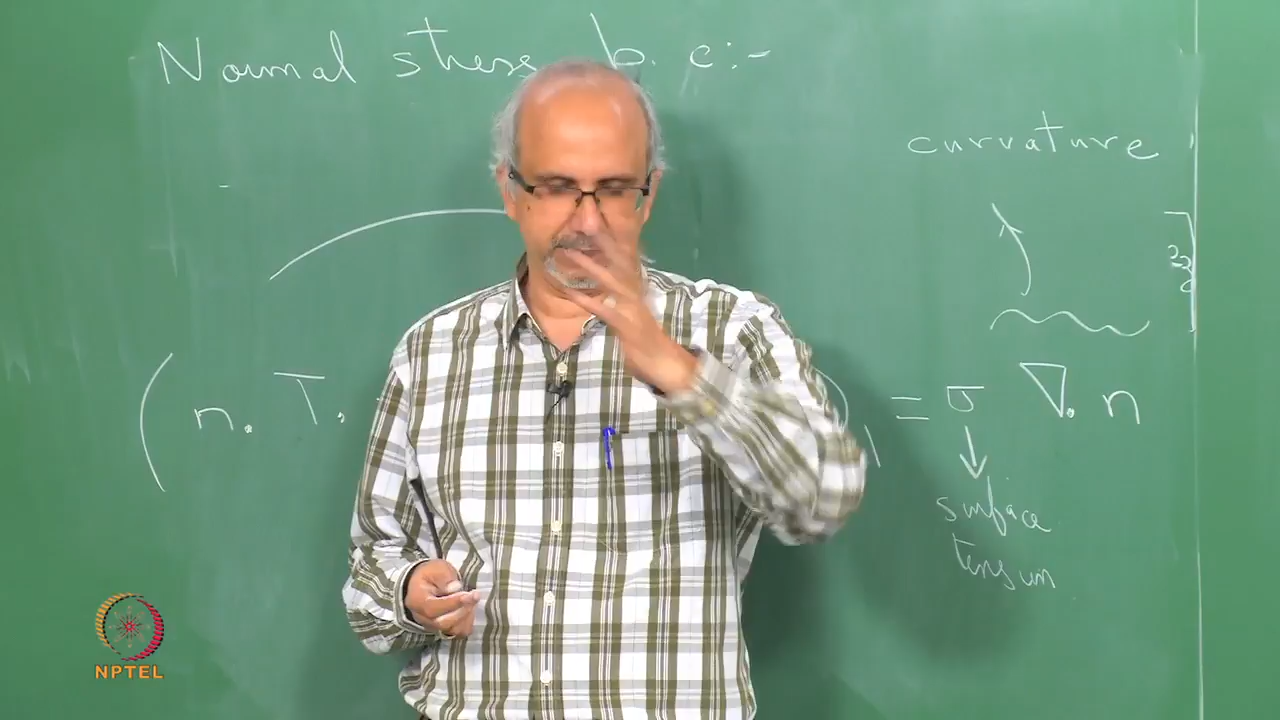 Normal stress b.c:-
curvature
( n. T. ) = σ ∇. n
surface
tension
NPTEL